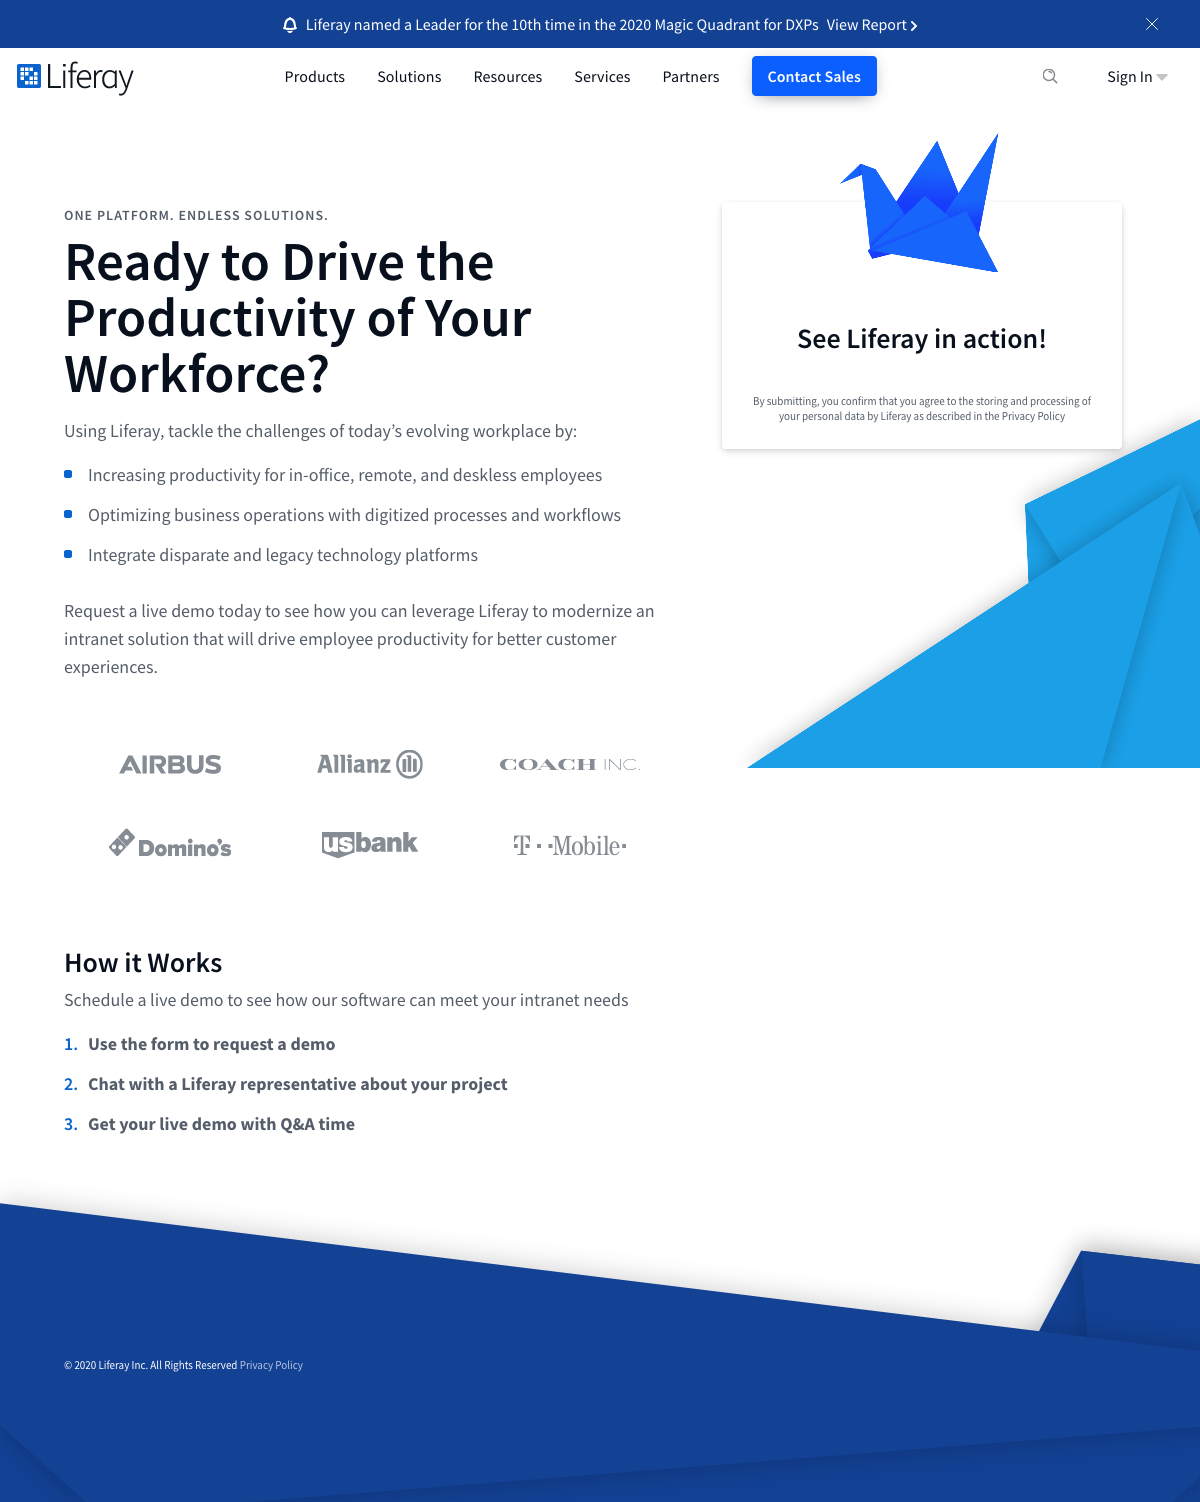 Liferay named a Leader for the 10th time in the 2020 Magic Quadrant for DXPs View Report
Liferay
Products
Solutions
Resources
Services
Partners
Contact Sales
Sign In
ONE PLATFORM. ENDLESS SOLUTIONS.
Ready to Drive the
Productivity of Your
Workforce?
Using Liferay, tackle the challenges of today’s evolving workplace by:
Increasing productivity for in-office, remote, and deskless employees
Optimizing business operations with digitized processes and workflows
Integrate disparate and legacy technology platforms
Request a live demo today to see how you can leverage Liferay to modernize an
intranet solution that will drive employee productivity for better customer
experiences.
See Liferay in action!
By submitting, you confirm that you agree to the storing and processing of
your personal data by Liferay as described in the Privacy Policy
AIRBUS
Allianz
COACH INC.
Domino's
usbank
T··Mobile·
How it Works
Schedule a live demo to see how our software can meet your intranet needs
1. Use the form to request a demo
2. Chat with a Liferay representative about your project
3. Get your live demo with Q&A time
© 2020 Liferay Inc. All Rights Reserved Privacy Policy